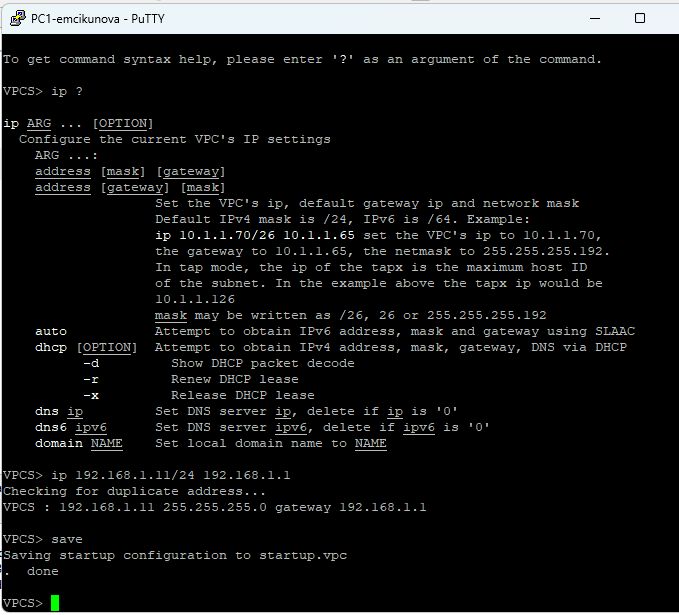 PC1-emcikunova - PuTTY
To get command syntax help, please enter '?' as an argument of the command.
VPCS> ip ?
ip ARG ... [OPTION]
Configure the current VPC's IP settings
ARG ...:
address [mask] [gateway]
address [gateway] [mask]
Set the VPC's ip, default gateway ip and network mask
Default IPv4 mask is /24, IPv6 is /64. Example:
ip 10.1.1.70/26 10.1.1.65 set the VPC's ip to 10.1.1.70,
the gateway to 10.1.1.65, the netmask to 255.255.255.192.
In tap mode, the ip of the tapx is the maximum host ID
of the subnet. In the example above the tapx ip would be
10.1.1.126
mask may be written as /26, 26 or 255.255.255.192
auto Attempt to obtain IPv6 address, mask and gateway using SLAAC
dhcp [OPTION] Attempt to obtain IPv4 address, mask, gateway, DNS via DHCP
-d Show DHCP packet decode
-r Renew DHCP lease
-x Release DHCP lease
dns ip Set DNS server ip, delete if ip is '0'
dns6 ipv6 Set DNS server ipv6, delete if ipv6 is '0'
domain NAME Set local domain name to NAME
VPCS> ip 192.168.1.11/24 192.168.1.1
Checking for duplicate address...
VPCS : 192.168.1.11 255.255.255.0 gateway 192.168.1.1
VPCS> save
Saving startup configuration to startup.vpc
. done
VPCS>